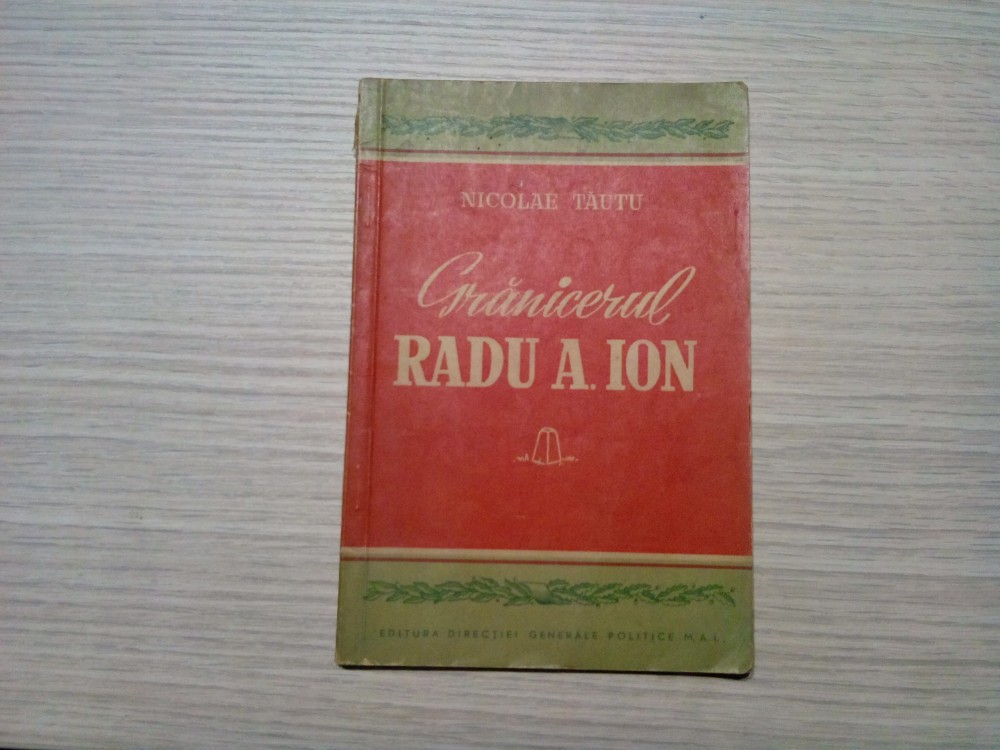 NICOLAE TĂUTU
Grănicerul
RADU A. ION
EDITURA DIRECȚIEI GENERALE POLITICE M.A.I.